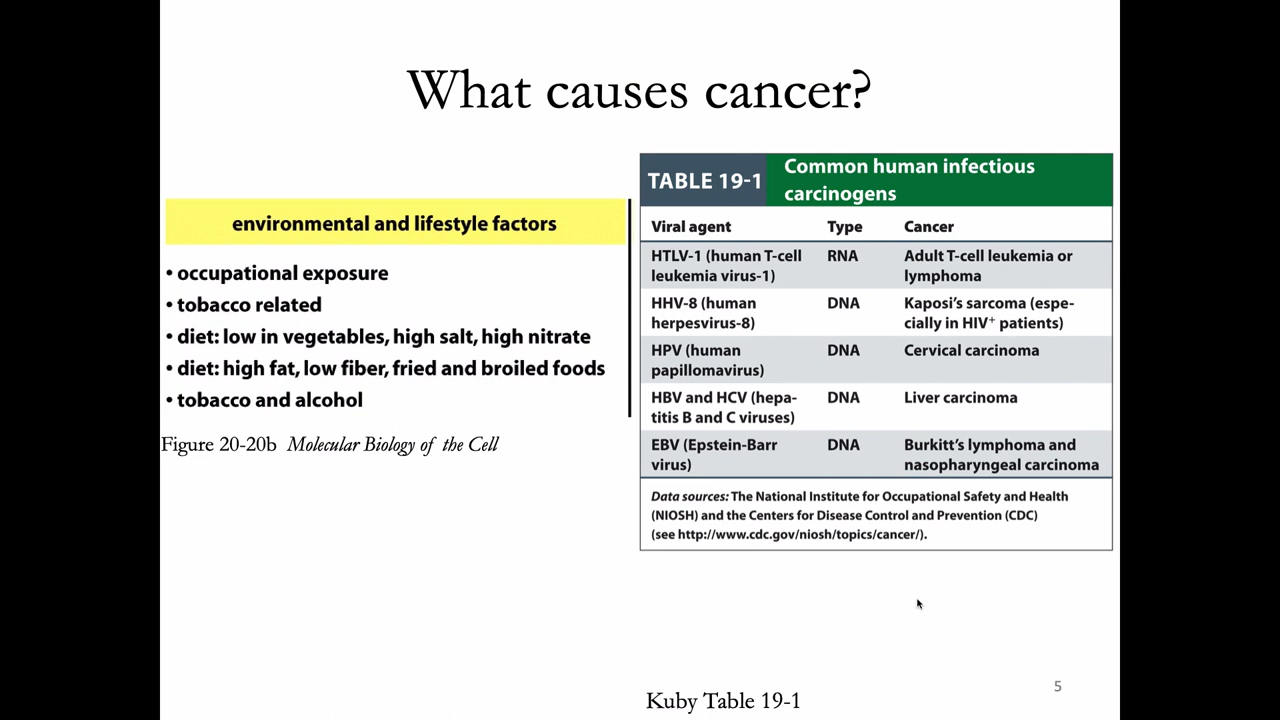 What causes cancer?
environmental and lifestyle factors
• occupational exposure
• tobacco related
• diet: low in vegetables, high salt, high nitrate
• diet: high fat, low fiber, fried and broiled foods
• tobacco and alcohol
Figure 20-20b Molecular Biology of the Cell
TABLE 19-1 Common human infectious
carcinogens
Viral agent Type Cancer
HTLV-1 (human T-cell RNA Adult T-cell leukemia or
leukemia virus-1) lymphoma
HHV-8 (human DNA Kaposi's sarcoma (espe-
herpesvirus-8) cially in HIV⁺ patients)
HPV (human DNA Cervical carcinoma
papillomavirus)
HBV and HCV (hepa- DNA Liver carcinoma
titis B and C viruses)
EBV (Epstein-Barr DNA Burkitt's lymphoma and
virus) nasopharyngeal carcinoma
Data sources: The National Institute for Occupational Safety and Health
(NIOSH) and the Centers for Disease Control and Prevention (CDC)
(see http://www.cdc.gov/niosh/topics/cancer/).
5
Kuby Table 19-1